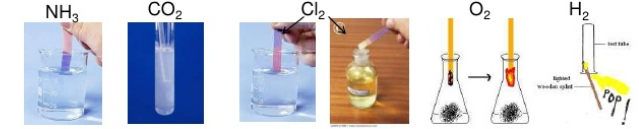 NH3 CO2 Cl2 O2 H2
test tube
lighted
wooden splint
POP!